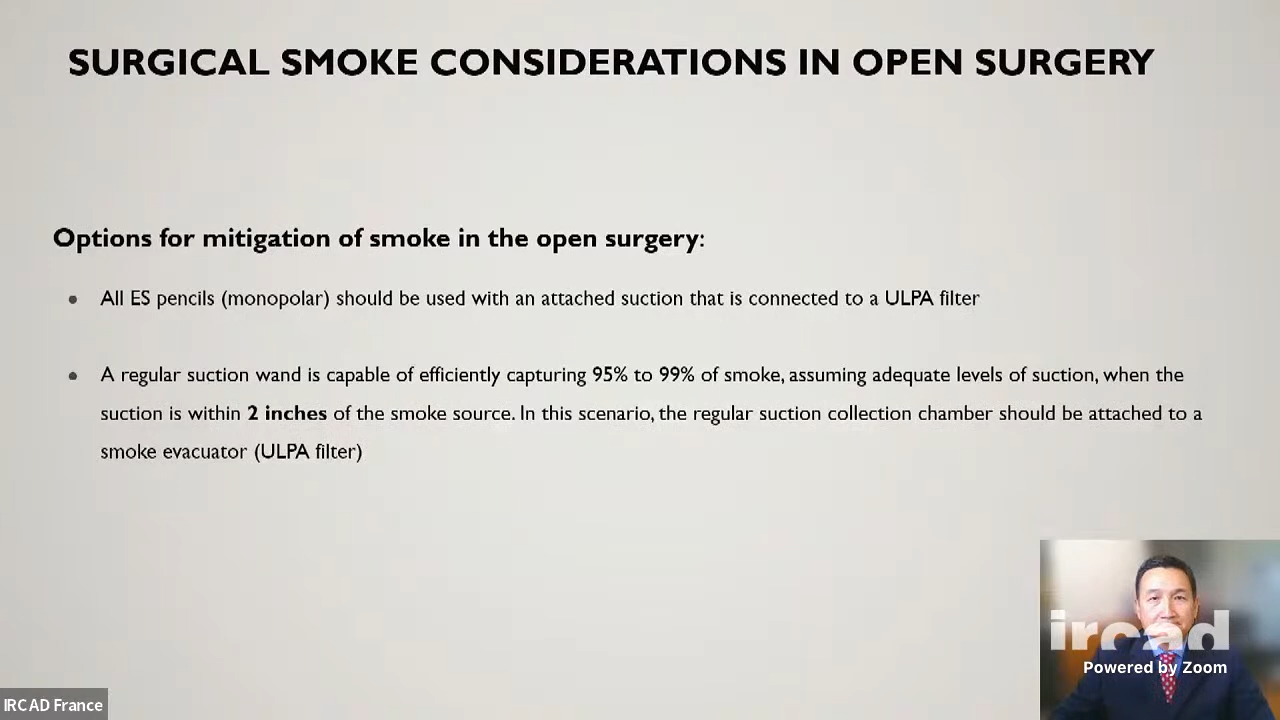 SURGICAL SMOKE CONSIDERATIONS IN OPEN SURGERY
Options for mitigation of smoke in the open surgery:
• All ES pencils (monopolar) should be used with an attached suction that is connected to a ULPA filter
• A regular suction wand is capable of efficiently capturing 95% to 99% of smoke, assuming adequate levels of suction, when the
suction is within 2 inches of the smoke source. In this scenario, the regular suction collection chamber should be attached to a
smoke evacuator (ULPA filter)
ircad
Powered by Zoom
IRCAD France